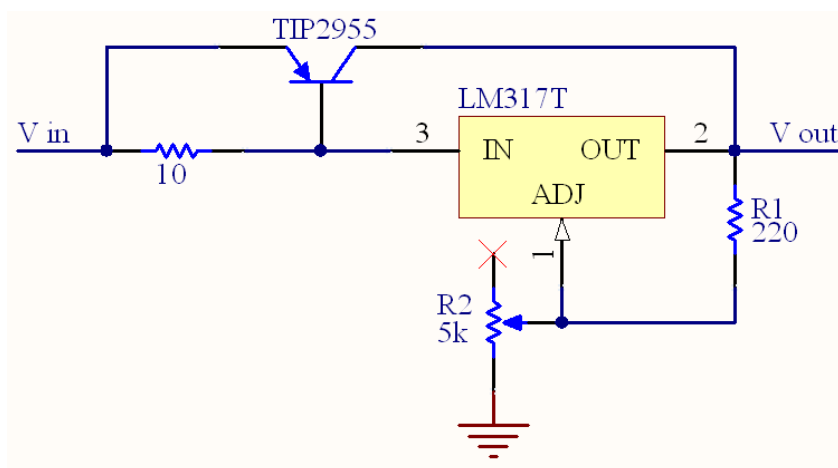 TIP2955
LM317T
V in
3
IN
OUT
2
V out
10
ADJ
R1
220
1
R2
5k